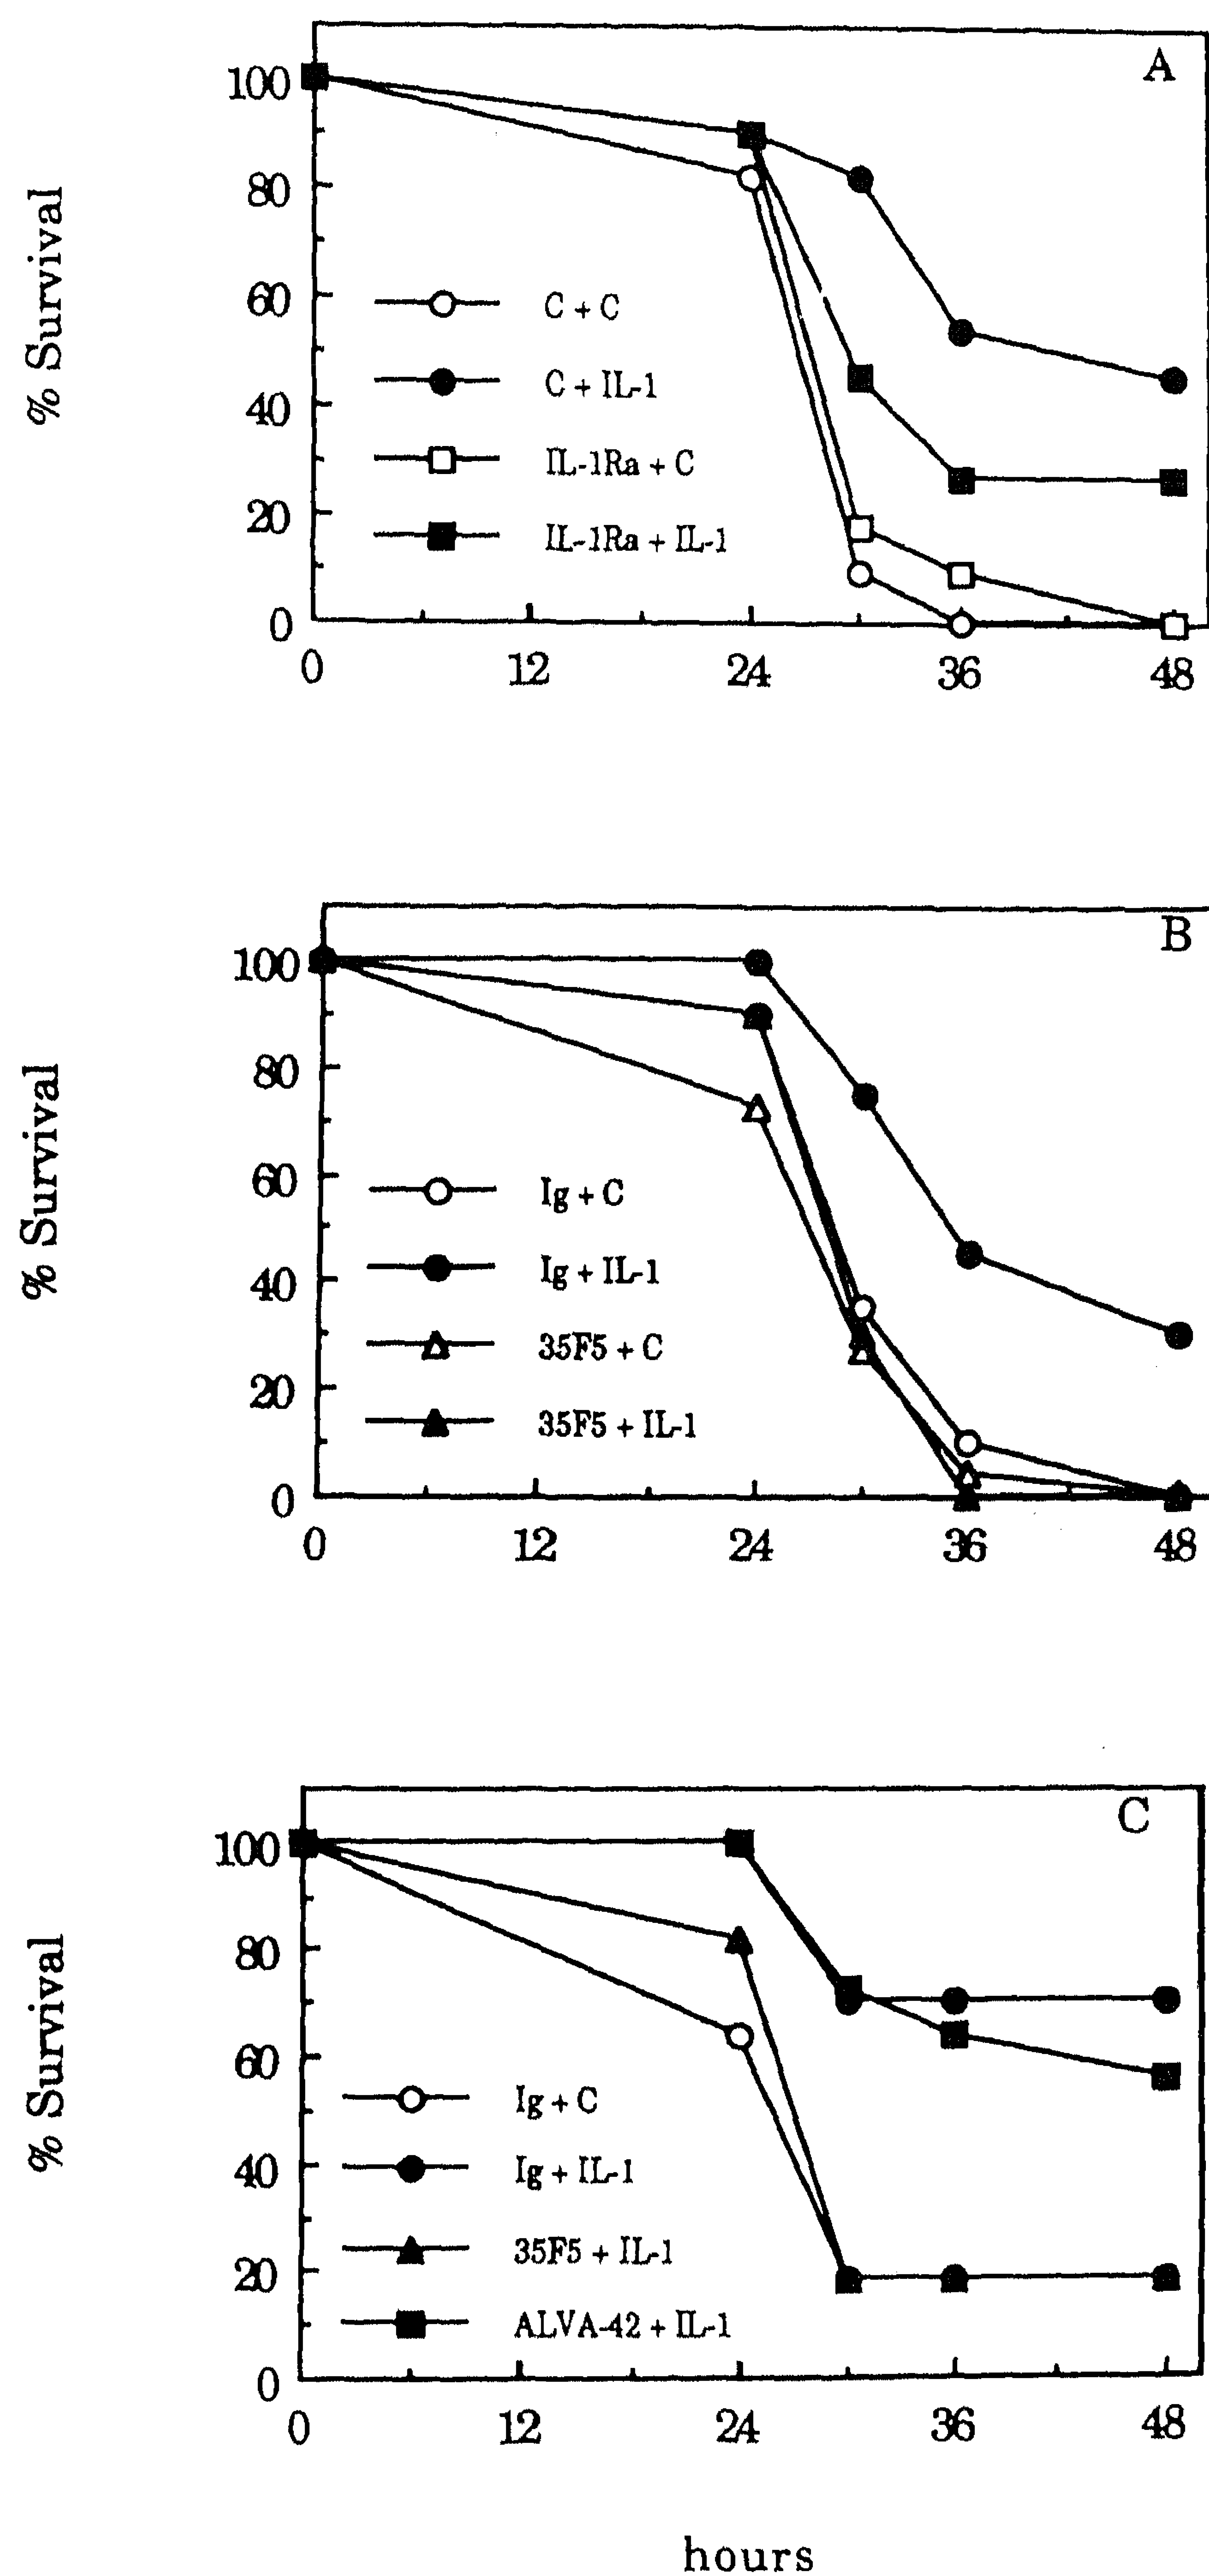 A
% Survival
100
80
60
40
20
0
C + C
C + IL-1
IL-1Ra + C
IL-1Ra + IL-1
0 12 24 36 48
B
% Survival
100
80
60
40
20
0
Ig + C
Ig + IL-1
35F5 + C
35F5 + IL-1
0 12 24 36 48
C
% Survival
100
80
60
40
20
0
Ig + C
Ig + IL-1
35F5 + IL-1
ALVA-42 + IL-1
0 12 24 36 48
hours